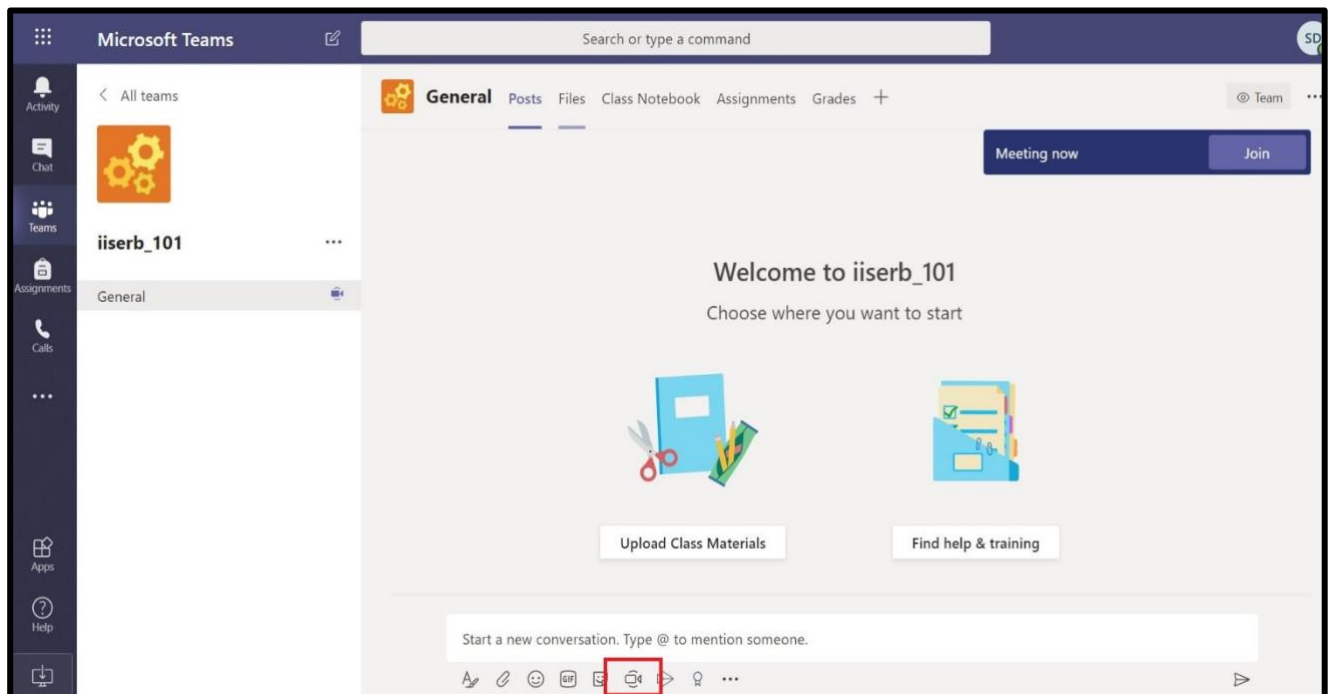 Microsoft Teams
Search or type a command
SD
Activity
Chat
Teams
Assignments
Calls
Apps
Help
All teams
iiserb_101
General
General Posts Files Class Notebook Assignments Grades
Team
Meeting now Join
Welcome to iiserb_101
Choose where you want to start
Upload Class Materials
Find help & training
Start a new conversation. Type @ to mention someone.
GIF